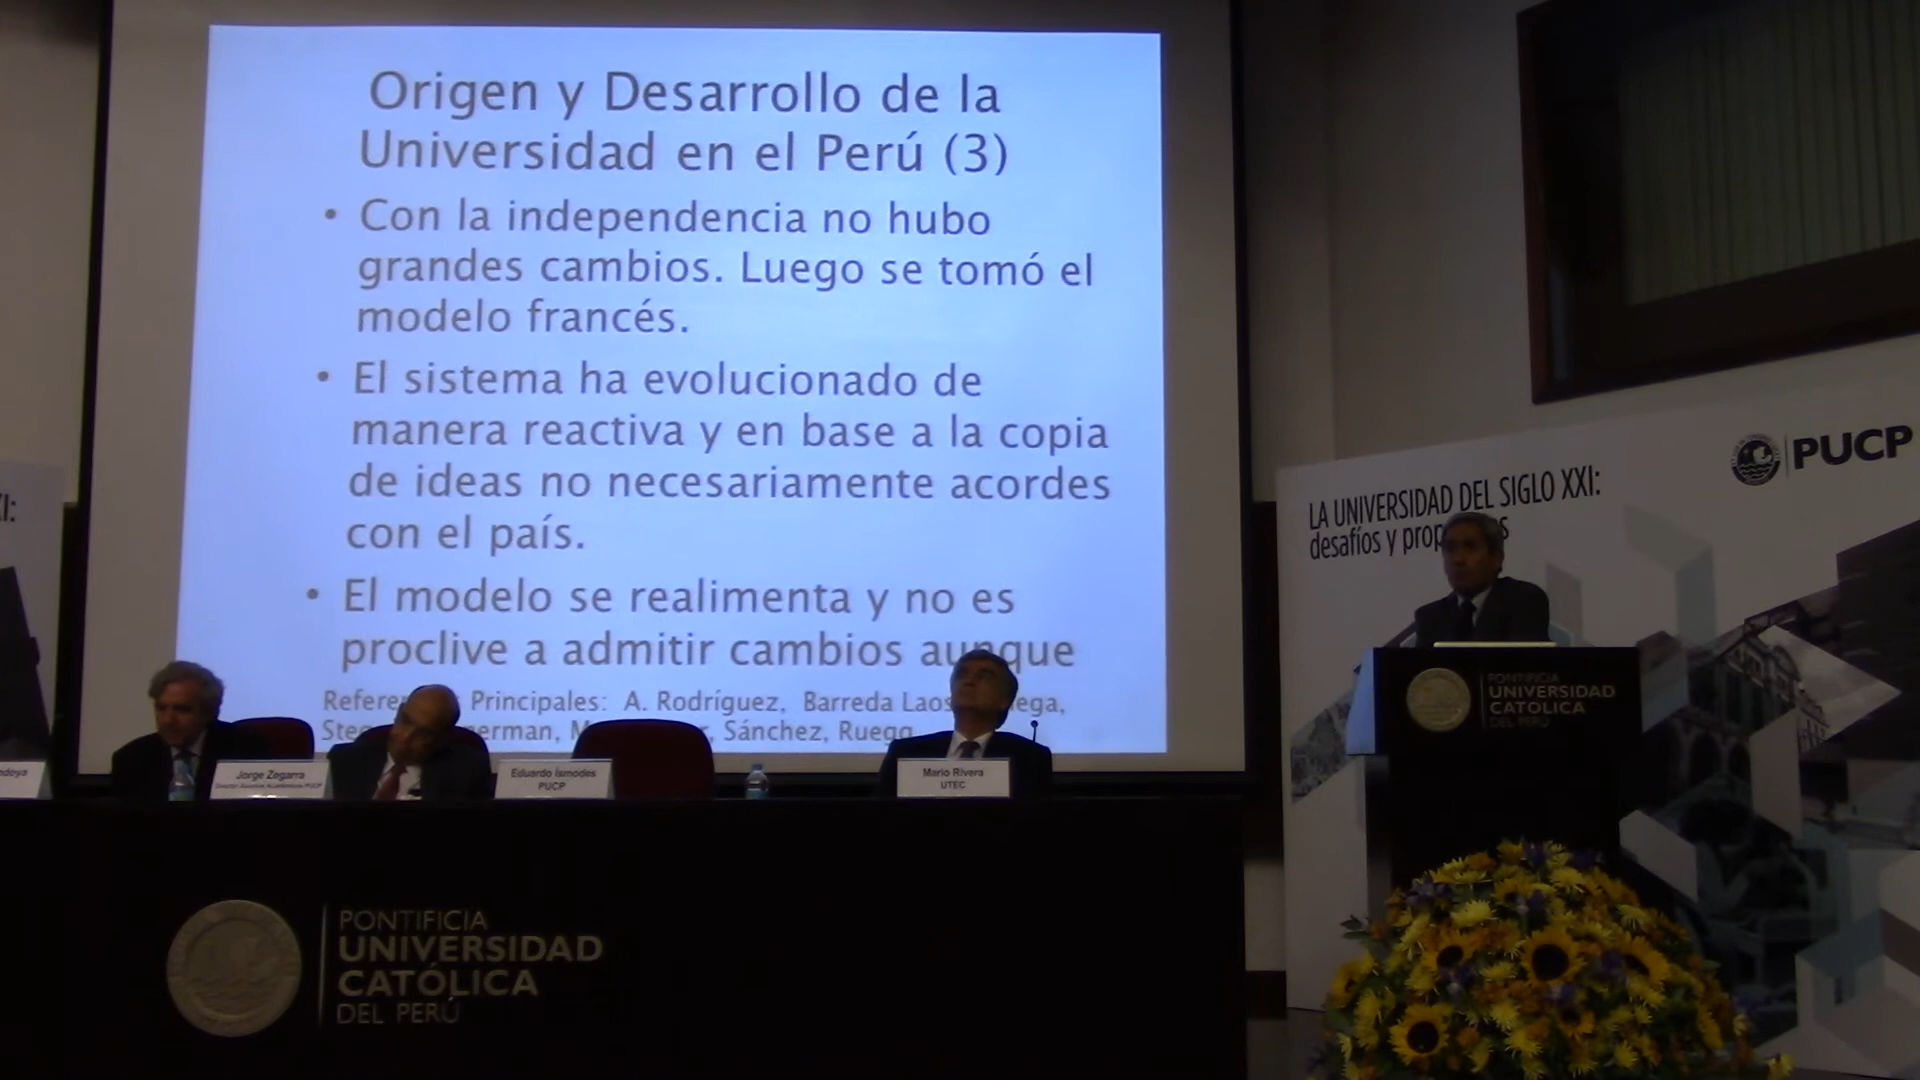 Origen y Desarrollo de la
Universidad en el Perú (3)
• Con la independencia no hubo
grandes cambios. Luego se tomó el
modelo francés.
• El sistema ha evolucionado de
manera reactiva y en base a la copia
de ideas no necesariamente acordes
con el país.
• El modelo se realimenta y no es
proclive a admitir cambios aunque
Principales: A. Rodríguez, Barreda
Sánchez, Ruegg
PUCP
LA UNIVERSIDAD DEL SIGLO XXI:
desafíos y
PONTIFICIA
UNIVERSIDAD
CATÓLICA
DEL PERÚ
Jorge Zegarra
Eduardo Ismodes
PUCP
Mario Rivera
UTEC
PONTIFICIA
UNIVERSIDAD
CATÓLICA
DEL PERÚ